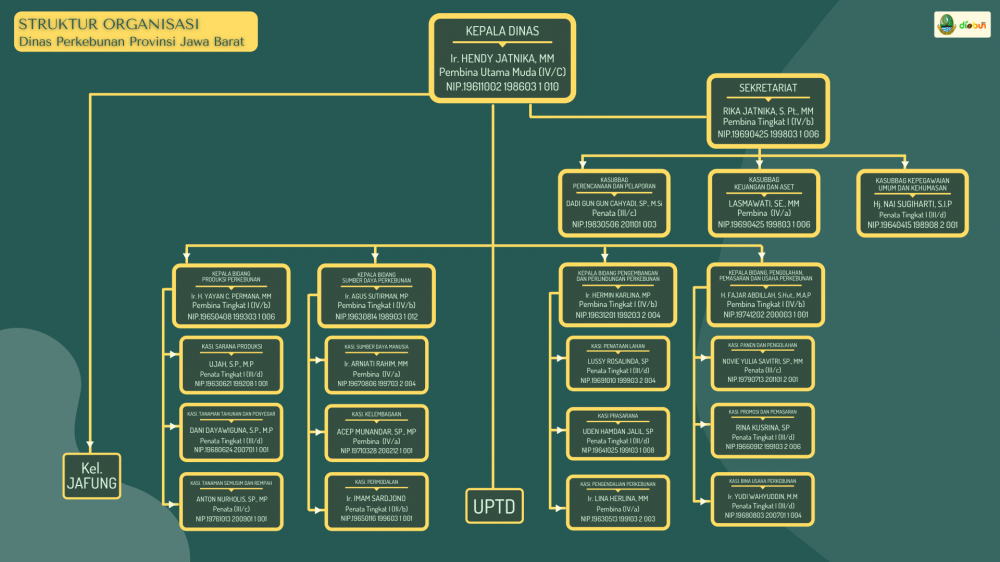 STRUKTUR ORGANISASI
Dinas Perkebunan Provinsi Jawa Barat
disbun
KEPALA DINAS
Ir. HENDY JATNIKA, MM
Pembina Utama Muda (IV/C)
NIP.19611002 198603 1 010
SEKRETARIAT
RIKA JATNIKA, S. Pt., MM
Pembina Tingkat I (IV/b)
NIP.19690425 199803 1 006
KASUBBAG
PERENCANAAN DAN PELAPORAN
DADI GUN GUN CAHYADI, SP., M.Si
Penata (III/c)
NIP.19830506 201101 003
KASUBBAG
KEUANGAN DAN ASET
LASMAWATI, SE., MM
Pembina (IV/a)
NIP.19690425 199803 1 006
KASUBBAG KEPEGAWAIAN
UMUM DAN KEHUMASAN
Hj. NAI SUGIHARTI, S.I.P
Penata Tingkat I (III/d)
NIP.19640415 198908 2 001
KEPALA BIDANG
PRODUKSI PERKEBUNAN
Ir. H. YAYAN C. PERMANA, MM
Pembina Tingkat I (IV/b)
NIP.19650408 199303 1 006
KASI. SARANA PRODUKSI
UJAH, S.P., M.P
Penata Tingkat I (III/d)
NIP.19630621 199208 1 001
KASI. TANAMAN TAHUNAN DAN PENYEGAR
DANI DAYAWIGUNA, S.P., M.P
Penata Tingkat I (III/d)
NIP.19680624 200701 1 001
KASI. TANAMAN SEMUSIM DAN REMPAH
ANTON NURHOLIS, SP., MP
Penata (III/c)
NIP.19761013 200901 1 001
KEPALA BIDANG
SUMBER DAYA PERKEBUNAN
Ir. AGUS SUTIRMAN, MP
Pembina Tingkat I (IV/b)
NIP.19630814 198903 1 012
KASI. SUMBER DAYA MANUSIA
Ir. ARNIATI RAHIM, MM
Pembina (IV/a)
NIP.19670806 199703 2 004
KASI. KELEMBAGAAN
ACEP MUNANDAR, SP., MP
Pembina (IV/a)
NIP.19710328 200212 1 001
KASI. PERMODALAN
Ir. IMAM SARDJONO
Penata Tingkat I (III/b)
NIP.19650116 199603 1 001
KEPALA BIDANG PENGEMBANGAN
DAN PERLINDUNGAN PERKEBUNAN
Ir. HERMIN KARLINA, MP
Pembina Tingkat I (IV/b)
NIP.19631201 199203 2 004
KASI. PENATAAN LAHAN
LUSSY ROSALINDA, SP
Penata Tingkat I (III/d)
NIP.19691010 199903 2 004
KASI PRASARANA
UDEN HAMDAN JALIL, SP
Penata Tingkat I (III/d)
NIP.19641025 199103 1 008
KASI. PENGENDALIAN PERKEBUNAN
Ir. LINA HERLINA, MM
Pembina (IV/a)
NIP.19630513 199103 2 003
KEPALA BIDANG, PENGOLAHAN,
PEMASARAN DAN USAHA PERKEBUNAN
H. FAJAR ABDILLAH, S.Hut., M.A.P
Pembina Tingkat I (IV/b)
NIP.19741202 200003 1 001
KASI. PANEN DAN PENGOLAHAN
NOVIE YULIA SAVITRI, SP., MM
Penata (III/c)
NIP.19790713 201101 2 001
KASI. PROMOSI DAN PEMASARAN
RINA KUSRINA, SP
Penata Tingkat I (III/d)
NIP.19660912 199103 2 006
KASI. BINA USAHA PERKEBUNAN
Ir. YUDI WAHYUDDIN, M.M
Penata Tingkat I (III/d)
NIP.19680803 200701 1 004
Kel.
JAFUNG
UPTD